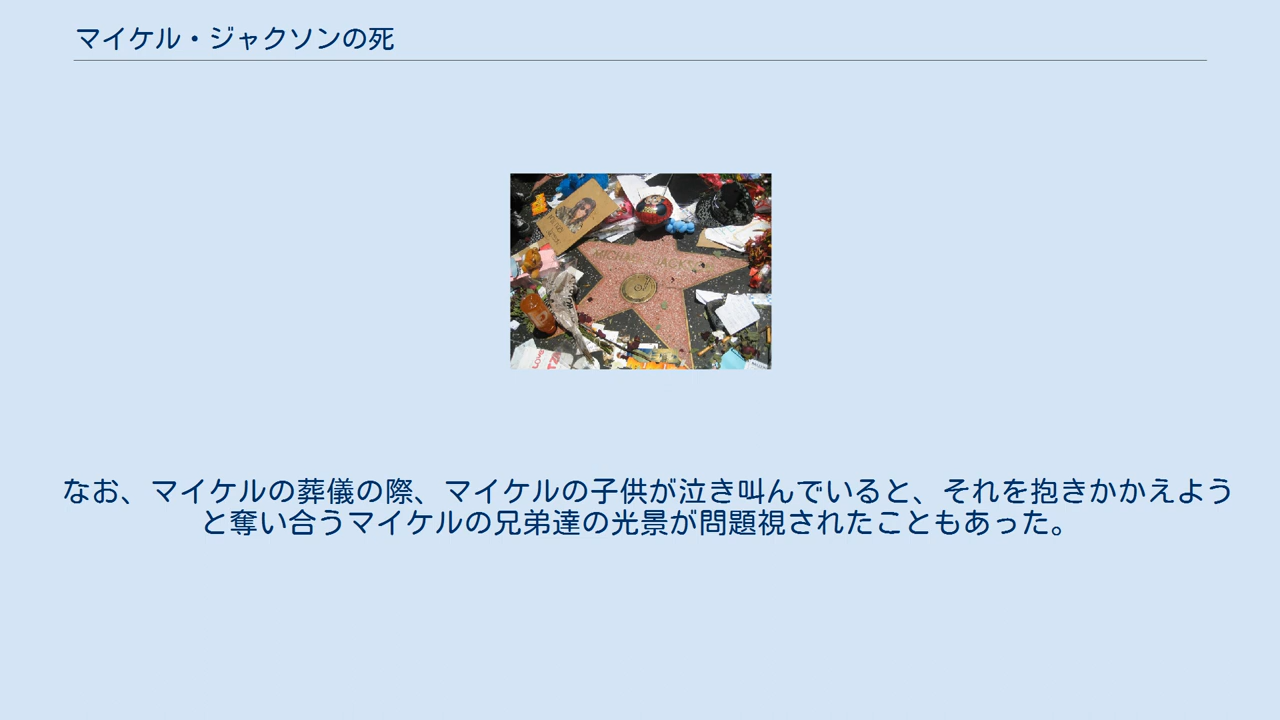 マイケル・ジャクソンの死
MICHAEL JACKSON
なお、マイケルの葬儀の際、マイケルの子供が泣き叫んでいると、それを抱きかかえよう
と奪い合うマイケルの兄弟達の光景が問題視されたこともあった。